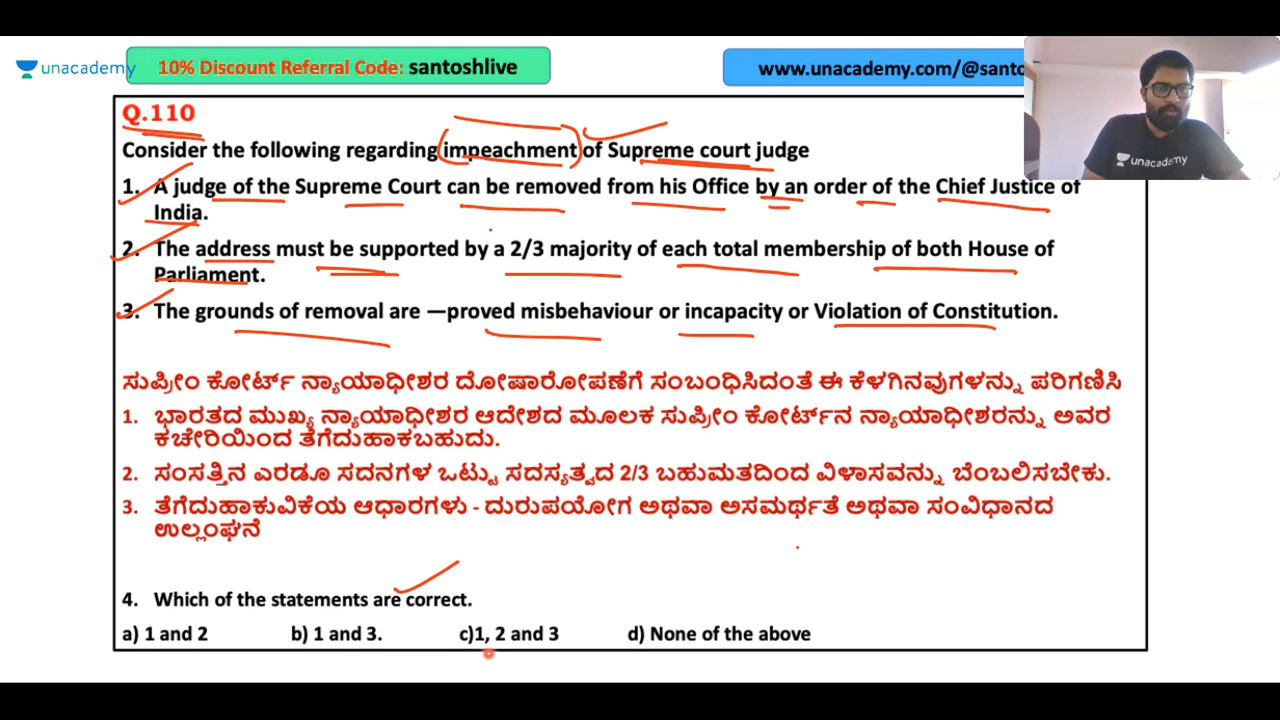 unacademy
10% Discount Referral Code: santoshlive
www.unacademy.com/@santo
unacademy
Q.110
Consider the following regarding impeachment of Supreme court judge
1. A judge of the Supreme Court can be removed from his Office by an order of the Chief Justice of
India.
2. The address must be supported by a 2/3 majority of each total membership of both House of
Parliament.
3. The grounds of removal are —proved misbehaviour or incapacity or Violation of Constitution.
ಸುಪ್ರೀಂ ಕೋರ್ಟ್ ನ್ಯಾಯಾಧೀಶರ ದೋಷಾರೋಪಣೆಗೆ ಸಂಬಂಧಿಸಿದಂತೆ ಈ ಕೆಳಗಿನವುಗಳನ್ನು ಪರಿಗಣಿಸಿ
1. ಭಾರತದ ಮುಖ್ಯ ನ್ಯಾಯಾಧೀಶರ ಆದೇಶದ ಮೂಲಕ ಸುಪ್ರೀಂ ಕೋರ್ಟ್‌ನ ನ್ಯಾಯಾಧೀಶರನ್ನು ಅವರ
ಕಚೇರಿಯಿಂದ ತೆಗೆದುಹಾಕಬಹುದು.
2. ಸಂಸತ್ತಿನ ಎರಡೂ ಸದನಗಳ ಒಟ್ಟು ಸದಸ್ಯತ್ವದ 2/3 ಬಹುಮತದಿಂದ ವಿಳಾಸವನ್ನು ಬೆಂಬಲಿಸಬೇಕು.
3. ತೆಗೆದುಹಾಕುವಿಕೆಯ ಆಧಾರಗಳು - ದುರುಪಯೋಗ ಅಥವಾ ಅಸಮರ್ಥತೆ ಅಥವಾ ಸಂವಿಧಾನದ
ಉಲ್ಲಂಘನೆ
4. Which of the statements are correct.
a) 1 and 2 b) 1 and 3. c)1, 2 and 3 d) None of the above